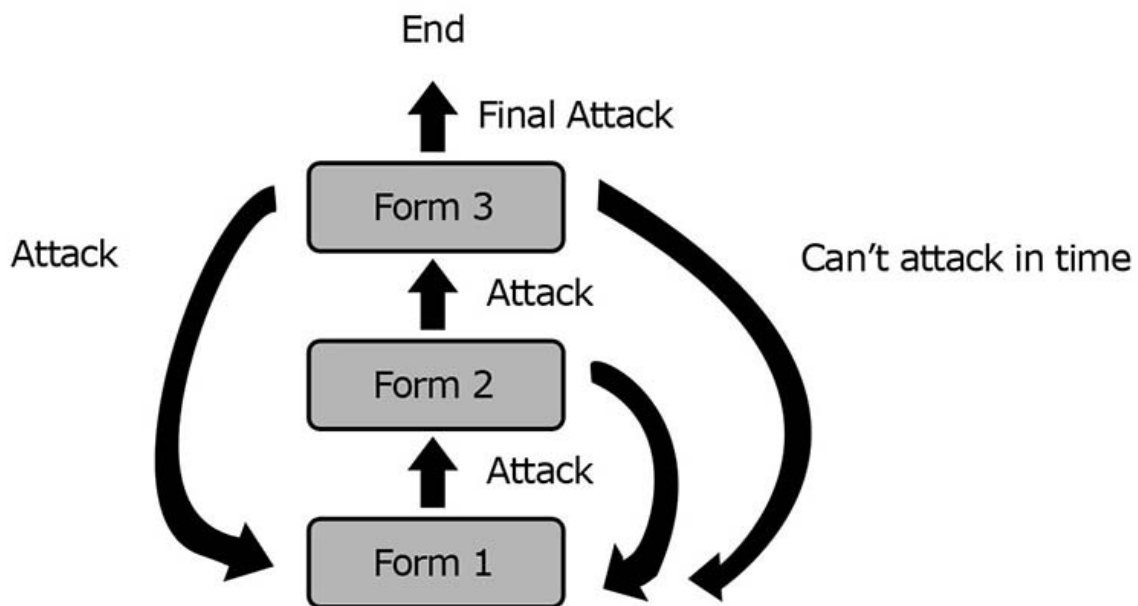 End
Final Attack
Form 3
Attack
Can't attack in time
Attack
Form 2
Attack
Form 1